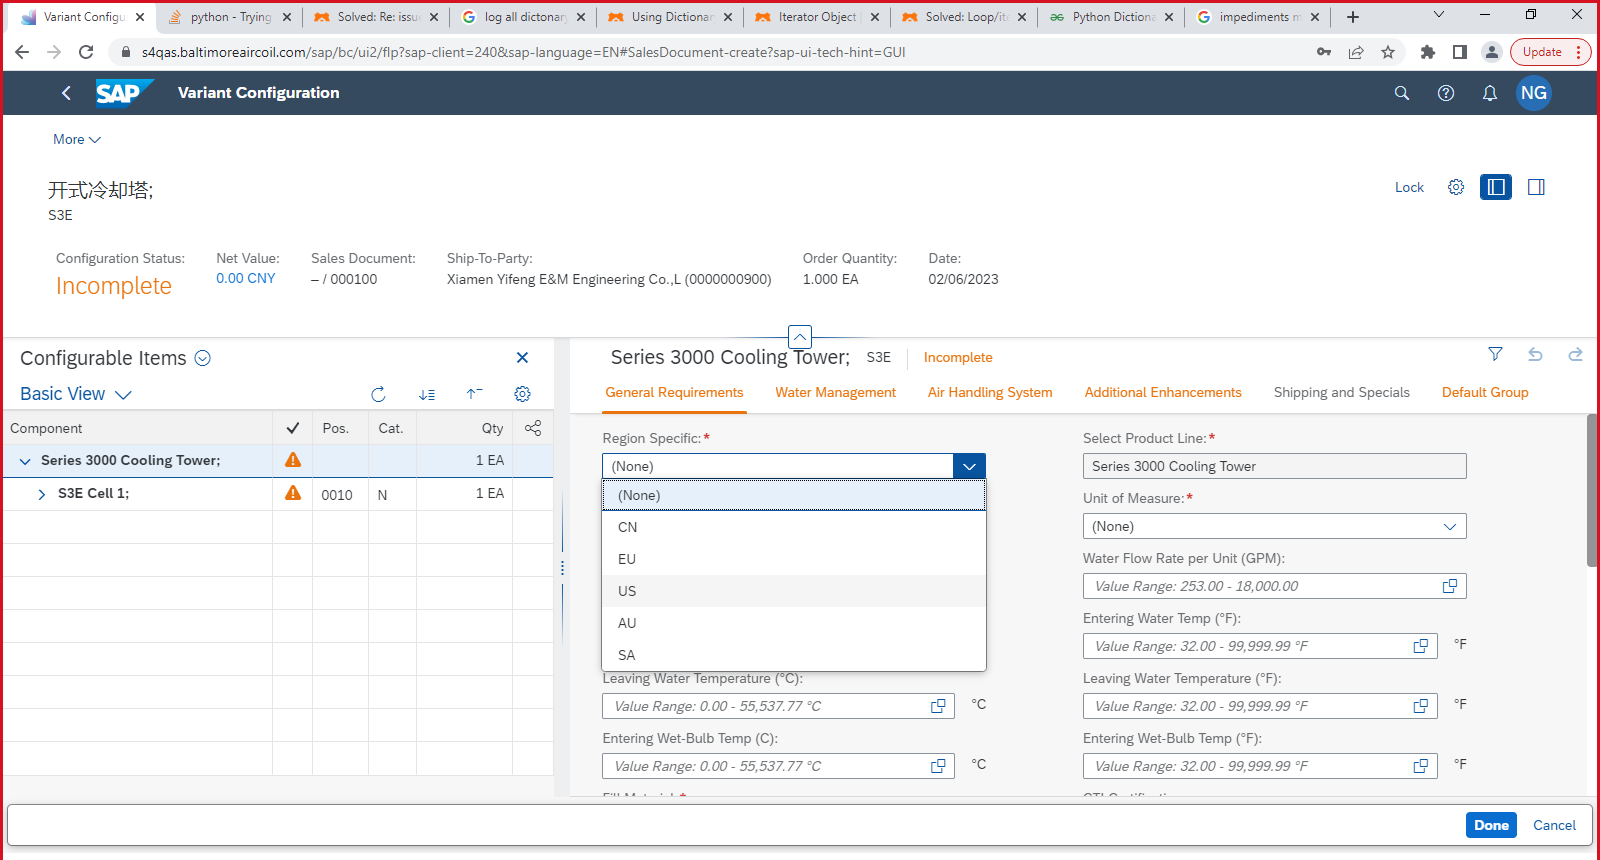 Variant Configu
python - Trying
Solved: Re: issu
log all dictonar
Using Dictionar
Iterator Object
Solved: Loop/ite
Python Dictiona
impediments m
s4qas.baltimoreaircoil.com/sap/bc/ui2/flp?sap-client=240&sap-language=EN#SalesDocument-create?sap-ui-tech-hint=GUI
Update
SAP
Variant Configuration
NG
More
开式冷却塔;
S3E
Lock
Configuration Status:
Incomplete
Net Value:
0.00 CNY
Sales Document:
– / 000100
Ship-To-Party:
Xiamen Yifeng E&M Engineering Co.,L (0000000900)
Order Quantity:
1.000 EA
Date:
02/06/2023
Configurable Items
Basic View
Component Pos. Cat. Qty
Series 3000 Cooling Tower; 1 EA
S3E Cell 1; 0010 N 1 EA
Series 3000 Cooling Tower; S3E Incomplete
General Requirements
Water Management
Air Handling System
Additional Enhancements
Shipping and Specials
Default Group
Region Specific:*
(None)
(None)
CN
EU
US
AU
SA
Leaving Water Temperature (°C):
Value Range: 0.00 - 55,537.77 °C
°C
Entering Wet-Bulb Temp (C):
Value Range: 0.00 - 55,537.77 °C
°C
Select Product Line:*
Series 3000 Cooling Tower
Unit of Measure:*
(None)
Water Flow Rate per Unit (GPM):
Value Range: 253.00 - 18,000.00
Entering Water Temp (°F):
Value Range: 32.00 - 99,999.99 °F
°F
Leaving Water Temperature (°F):
Value Range: 32.00 - 99,999.99 °F
°F
Entering Wet-Bulb Temp (°F):
Value Range: 32.00 - 99,999.99 °F
°F
Done
Cancel